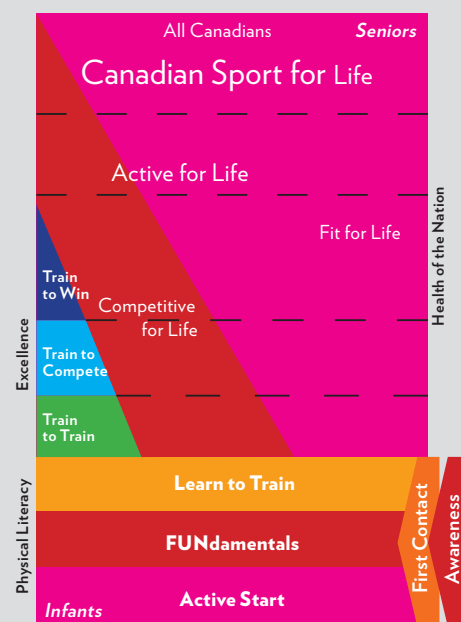 All Canadians
Seniors
Canadian Sport for Life
Active for Life
Fit for Life
Health of the Nation
Train
to Win
Competitive
for Life
Excellence
Train to
Compete
Train
to Train
Physical Literacy
Learn to Train
First Contact
Awareness
FUNdamentals
Active Start
Infants